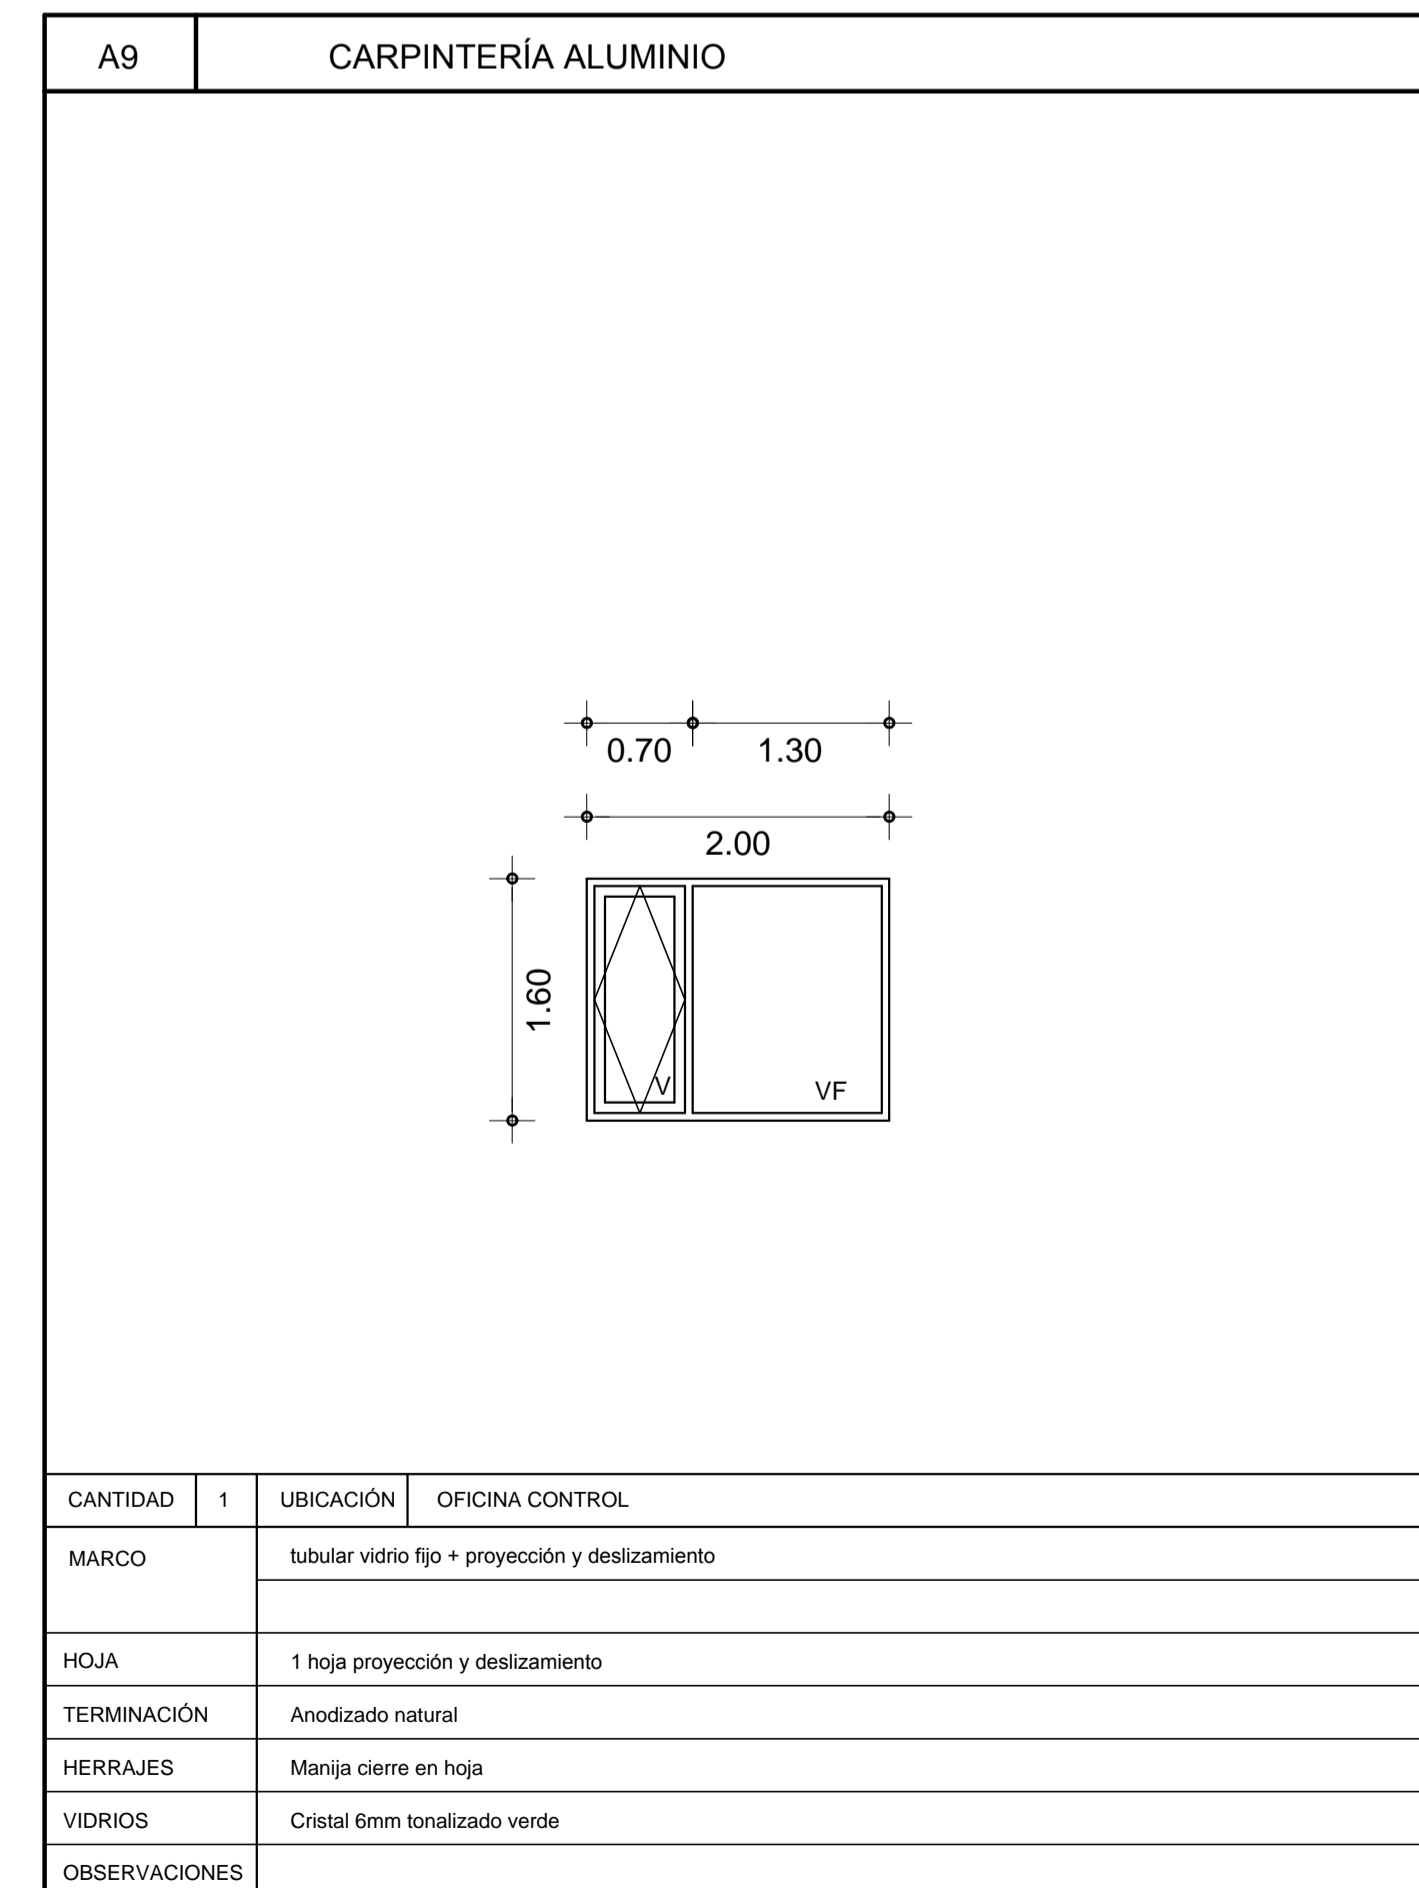 A9 CARPINTERÍA ALUMINIO
0.70 1.30
2.00
1.60
V VF
CANTIDAD 1 UBICACIÓN OFICINA CONTROL
MARCO tubular vidrio fijo + proyección y deslizamiento
HOJA 1 hoja proyección y deslizamiento
TERMINACIÓN Anodizado natural
HERRAJES Manija cierre en hoja
VIDRIOS Cristal 6mm tonalizado verde
OBSERVACIONES